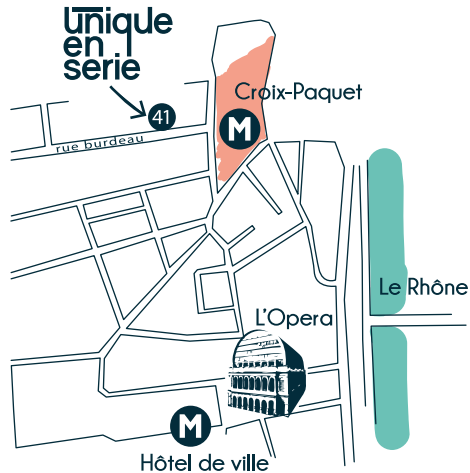 unique
en
serie
41
rue burdeau
Croix-Paquet
M
Le Rhône
L'Opera
M
Hôtel de ville